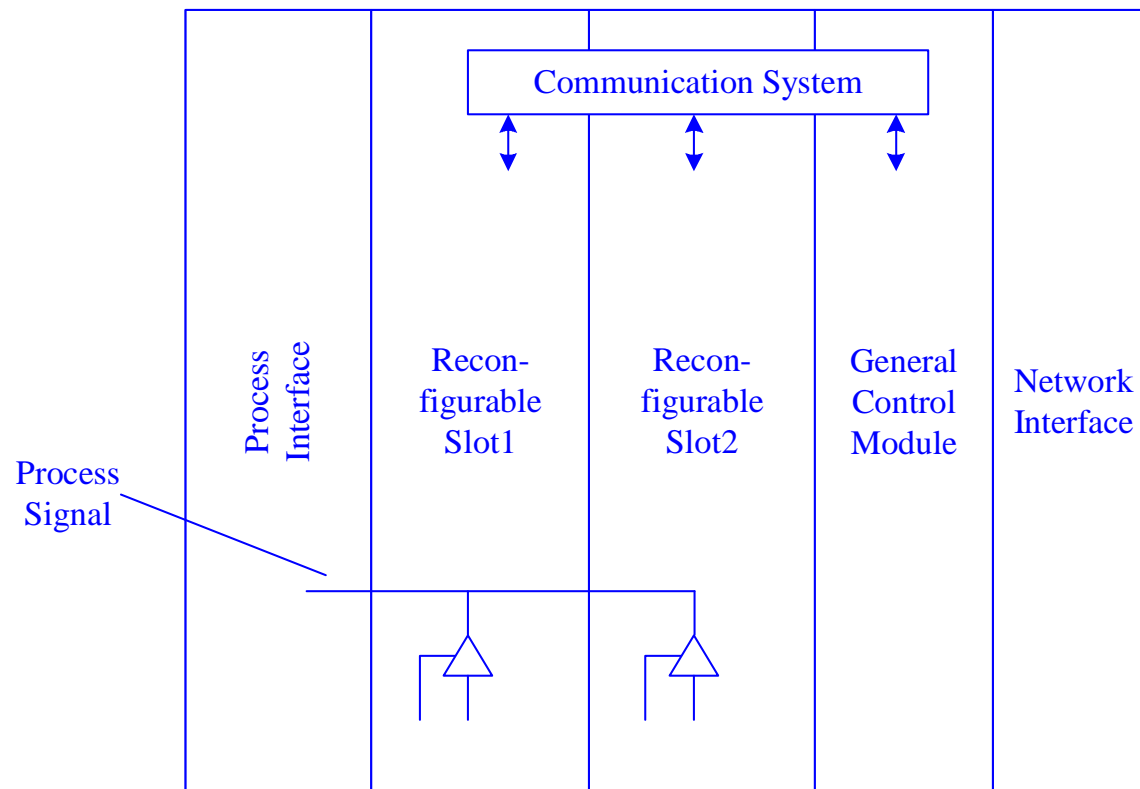 Communication System
Process
Interface
Recon-
figurable
Slot1
Recon-
figurable
Slot2
General
Control
Module
Network
Interface
Process
Signal